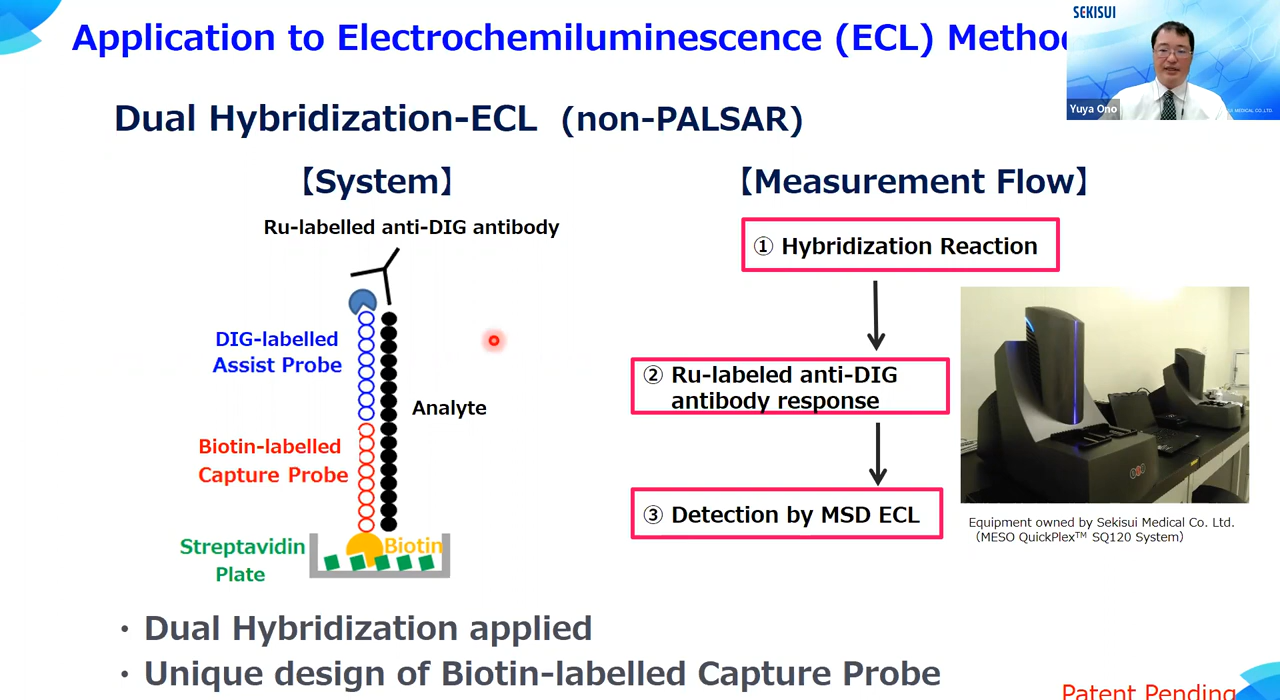 Application to Electrochemiluminescence (ECL) Metho
SEKISUI
Yuya Ono
MEDICAL CO.,LTD.
Dual Hybridization-ECL (non-PALSAR)
【System】
Ru-labelled anti-DIG antibody
DIG-labelled
Assist Probe
Analyte
Biotin-labelled
Capture Probe
Streptavidin
Plate
Biotin
【Measurement Flow】
① Hybridization Reaction
② Ru-labeled anti-DIG
antibody response
③ Detection by MSD ECL
Equipment owned by Sekisui Medical Co. Ltd.
(MESO QuickPlex™ SQ120 System)
・Dual Hybridization applied
・Unique design of Biotin-labelled Capture Probe
Patent Pending